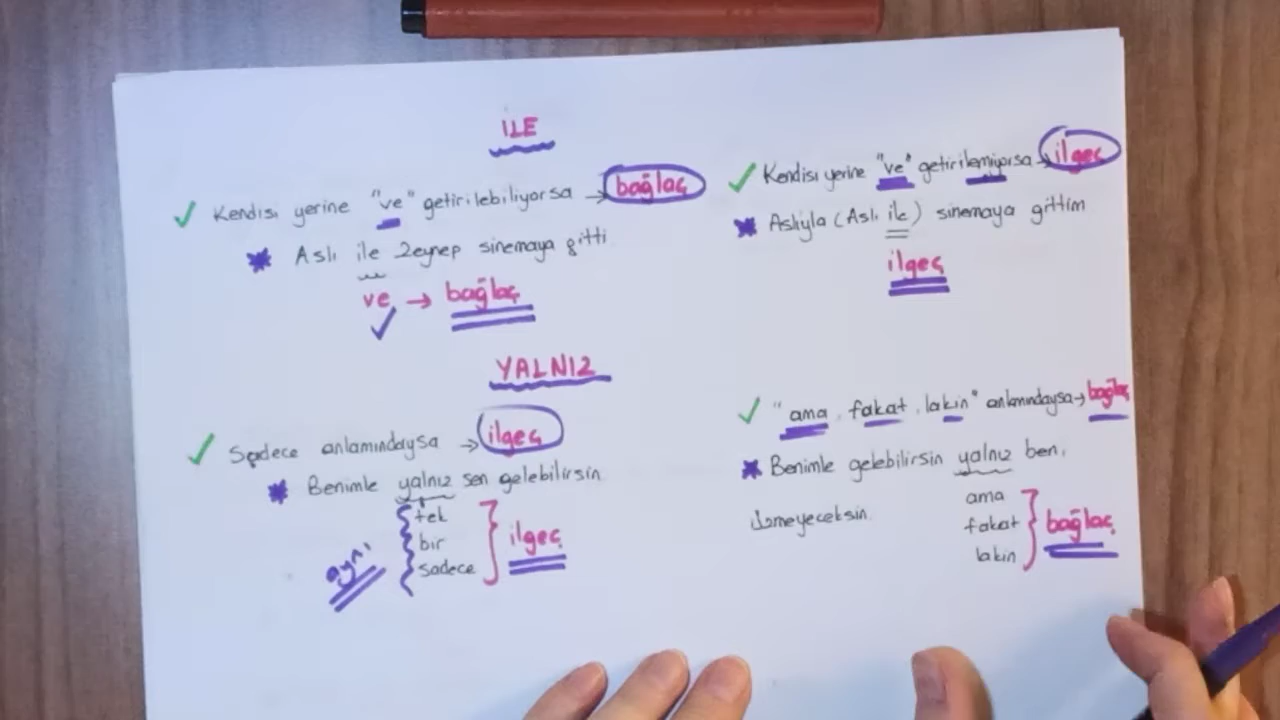 İLE
✓ Kendisi yerine "ve" getirilebiliyorsa → bağlaç
* Aslı ile Zeynep sinemaya gitti
ve → bağlaç
✓ Kendisi yerine "ve" getirilemiyorsa → ilgeç
* Aslıyla (Aslı ile) sinemaya gittim
ilgeç
YALNIZ
✓ Sadece anlamındaysa → ilgeç
* Benimle yalnız sen gelebilirsin
tek
bir
sadece
ilgeç
aynı
✓ "ama, fakat, lakin" anlamındaysa → bağlaç
* Benimle gelebilirsin yalnız beni
üzmeyeceksin.
ama
fakat
lakin
bağlaç